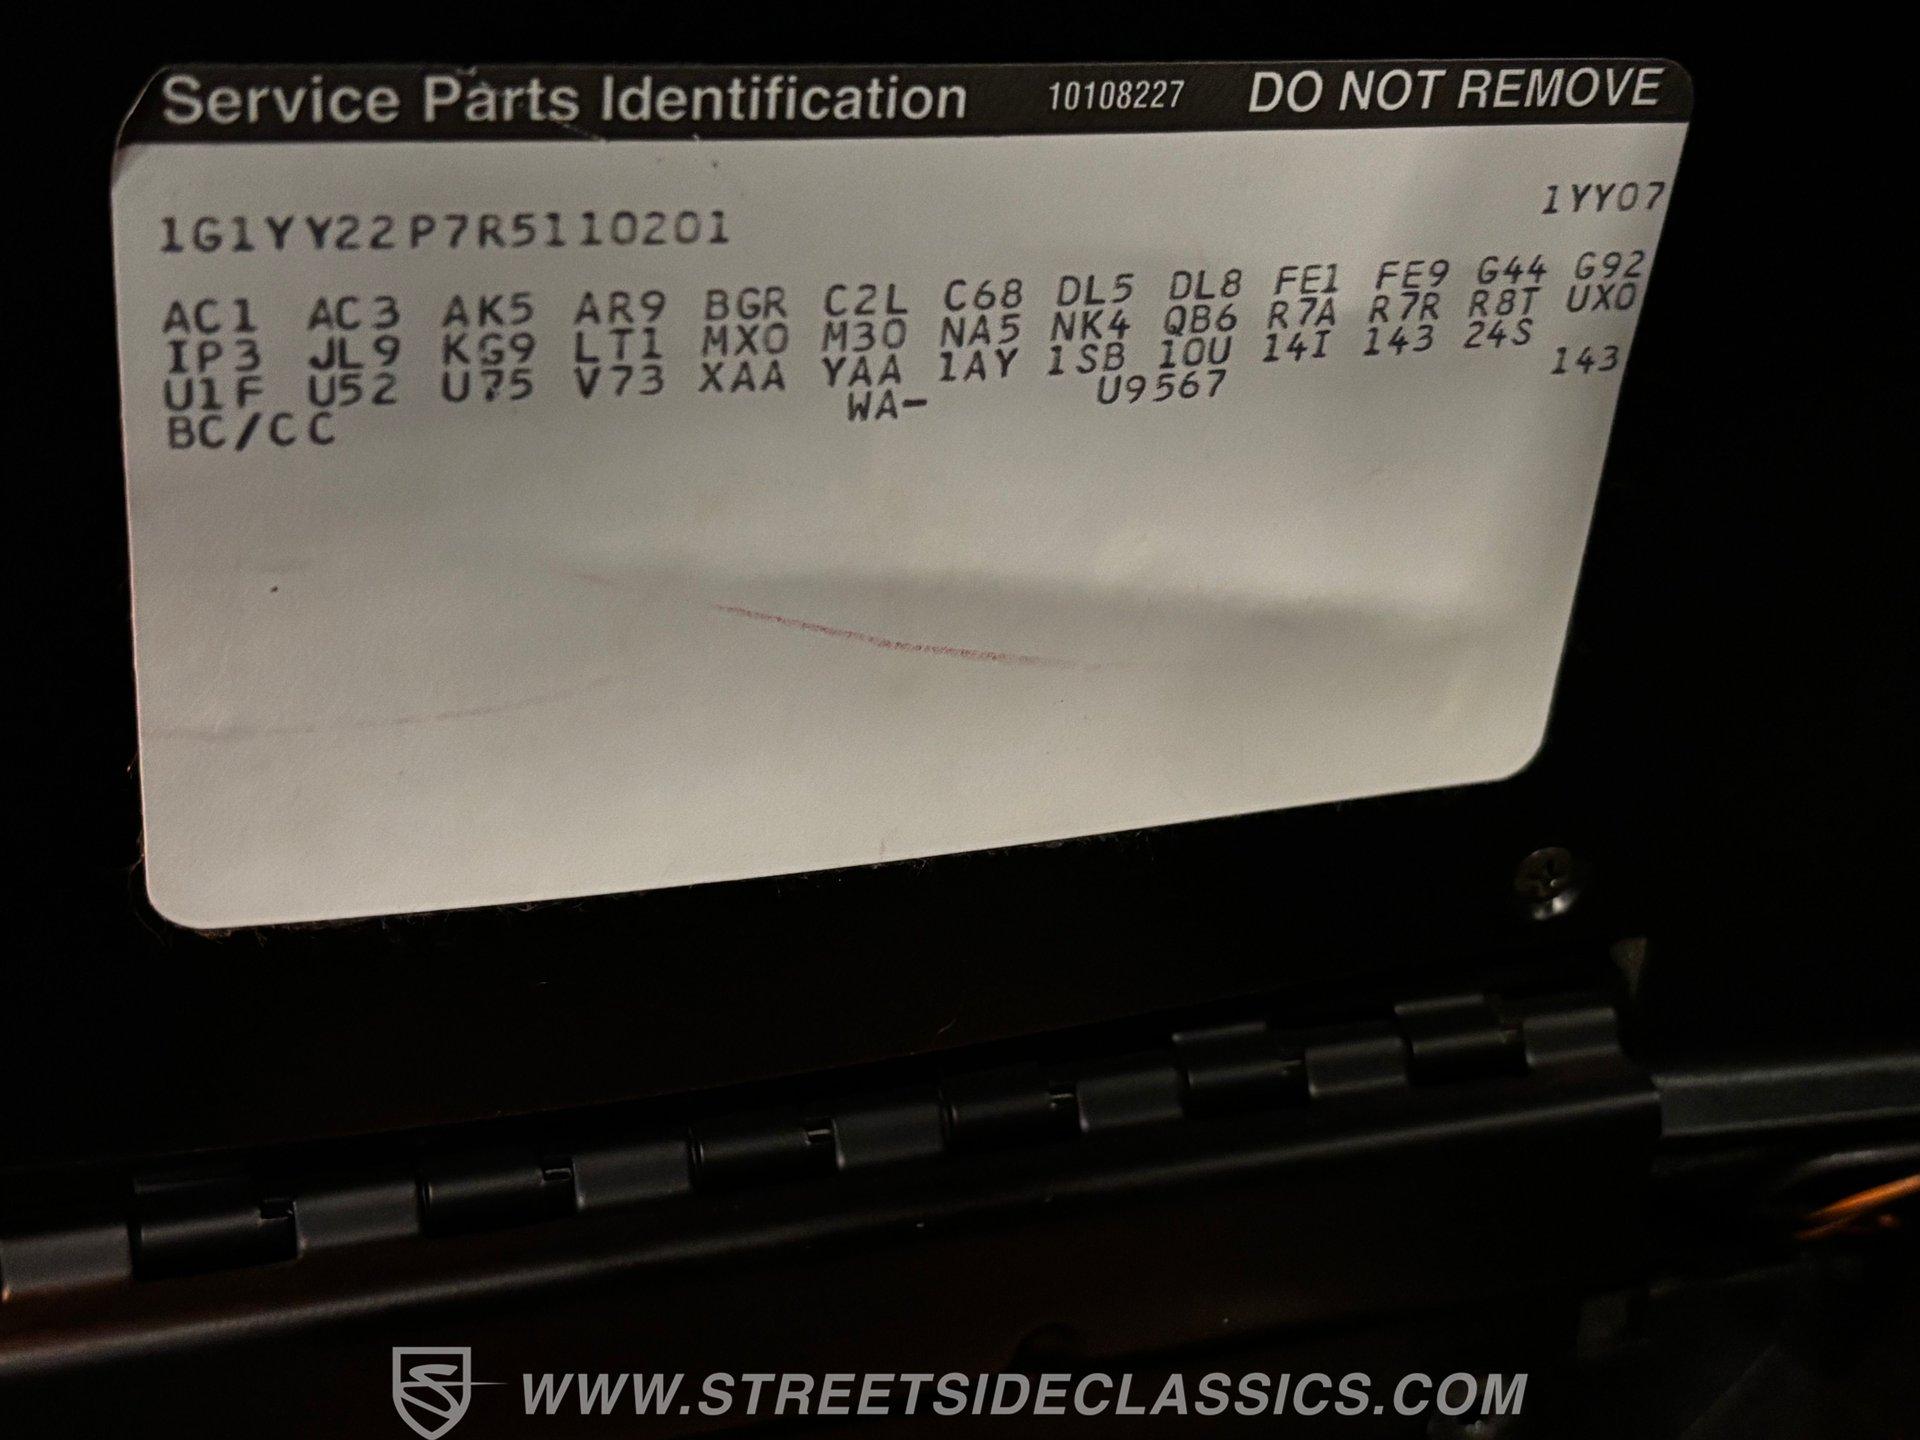 Service Parts Identification 10108227 DO NOT REMOVE
1G1YY22P7R5110201 1YY07
AC1 AC3 AK5 AR9 BGR C2L C68 DL5 DL8 FE1 FE9 G44 G92
IP3 JL9 KG9 LT1 MX0 M30 NA5 NK4 QB6 R7A R7R R8T UX0
U1F U52 U75 V73 XAA YAA 1AY 1SB 10U 14I 143 24S 143
BC/CC WA- U9567
WWW.STREETSIDECLASSICS.COM